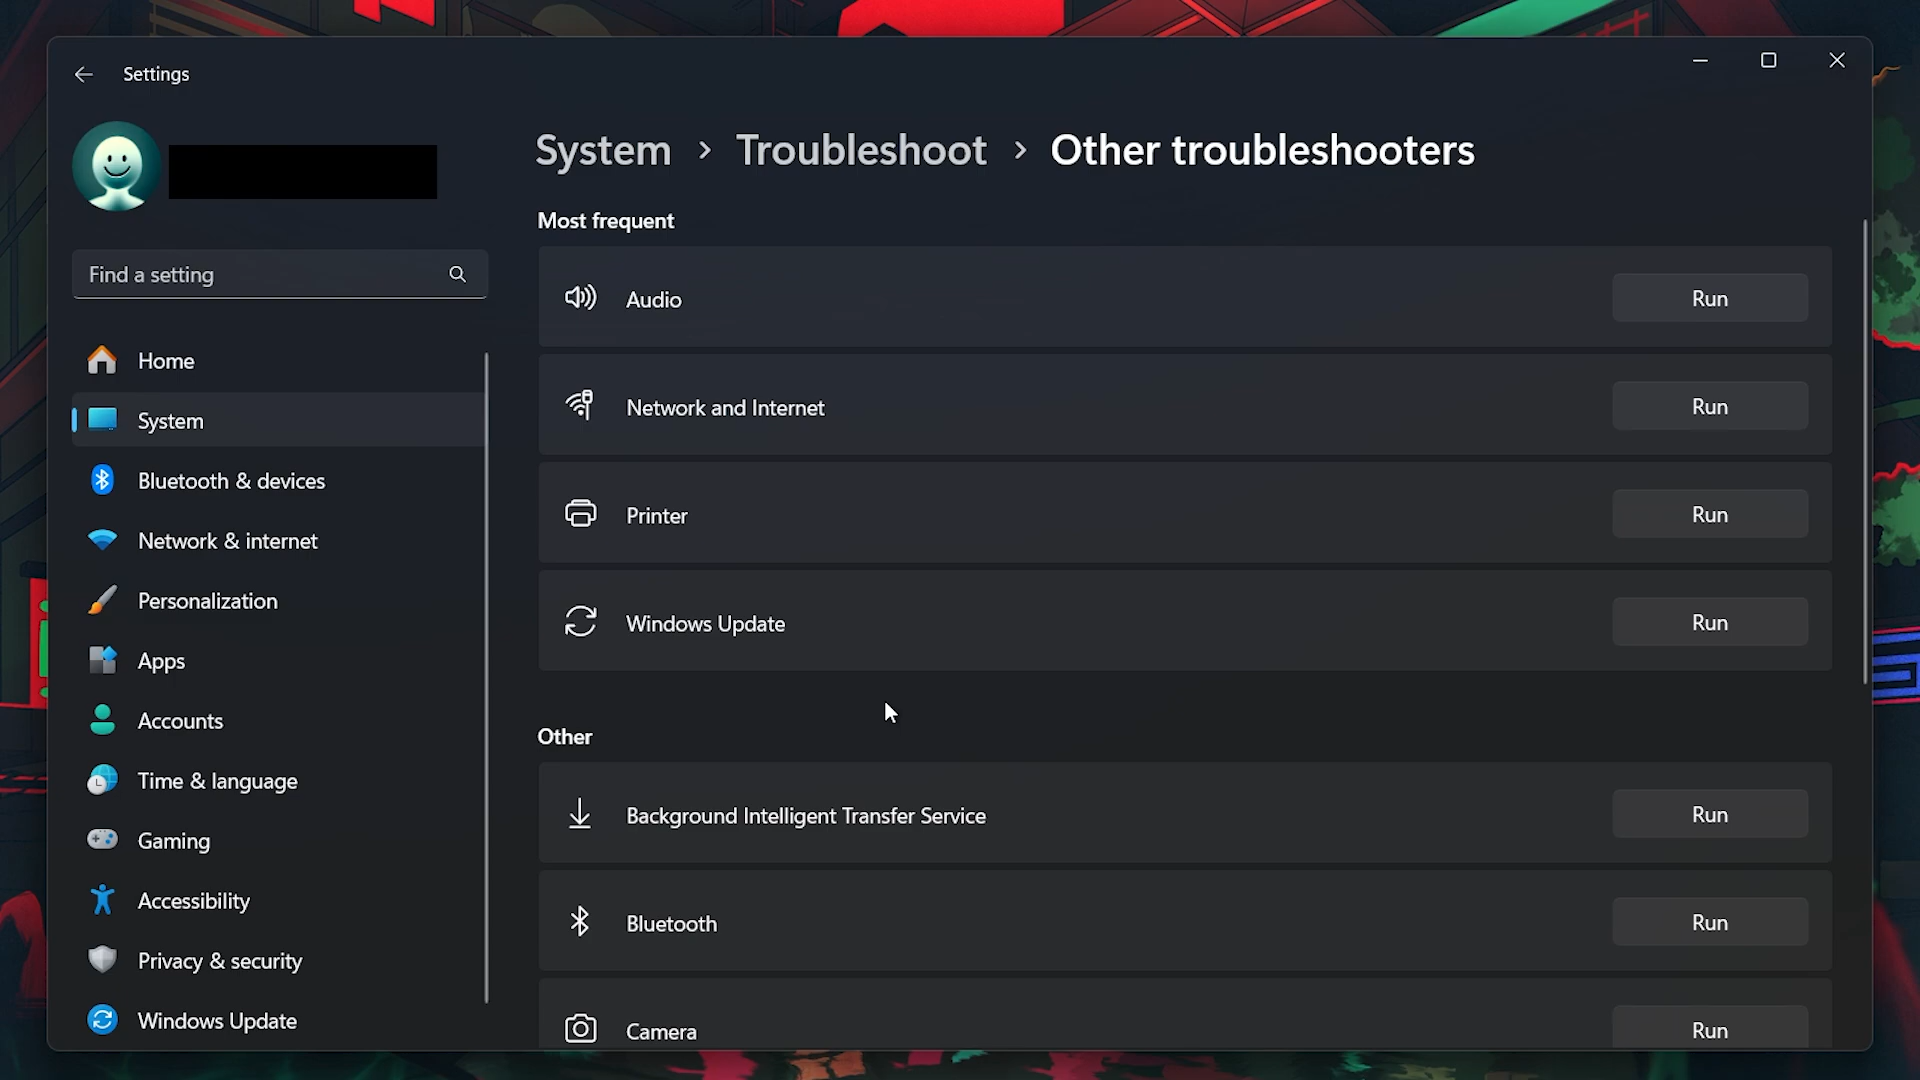 Settings
System > Troubleshoot > Other troubleshooters
Find a setting
Home
System
Bluetooth & devices
Network & internet
Personalization
Apps
Accounts
Time & language
Gaming
Accessibility
Privacy & security
Windows Update
Most frequent
Audio Run
Network and Internet Run
Printer Run
Windows Update Run
Other
Background Intelligent Transfer Service Run
Bluetooth Run
Camera Run